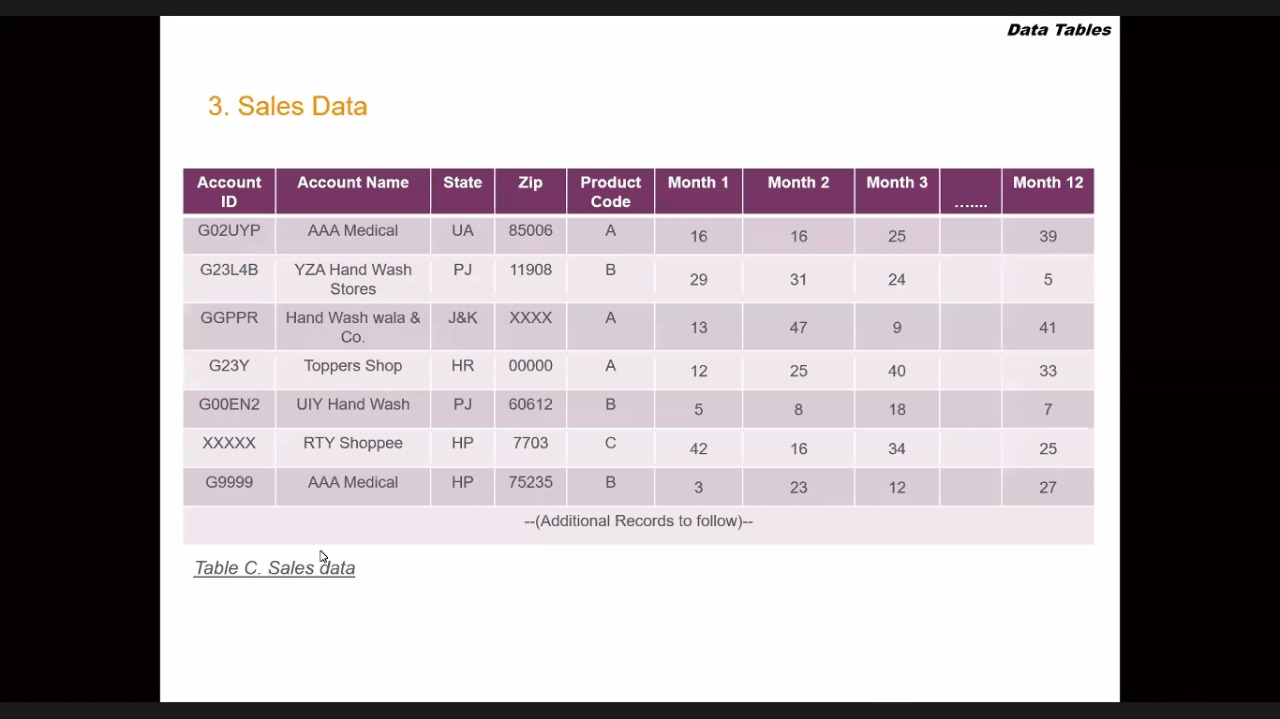 Data Tables
3. Sales Data
Account ID Account Name State Zip Product Code Month 1 Month 2 Month 3 ....... Month 12
G02UYP AAA Medical UA 85006 A 16 16 25 39
G23L4B YZA Hand Wash Stores PJ 11908 B 29 31 24 5
GGPPR Hand Wash wala & Co. J&K XXXX A 13 47 9 41
G23Y Toppers Shop HR 00000 A 12 25 40 33
G00EN2 UIY Hand Wash PJ 60612 B 5 8 18 7
XXXXX RTY Shoppee HP 7703 C 42 16 34 25
G9999 AAA Medical HP 75235 B 3 23 12 27
--(Additional Records to follow)--
Table C. Sales data